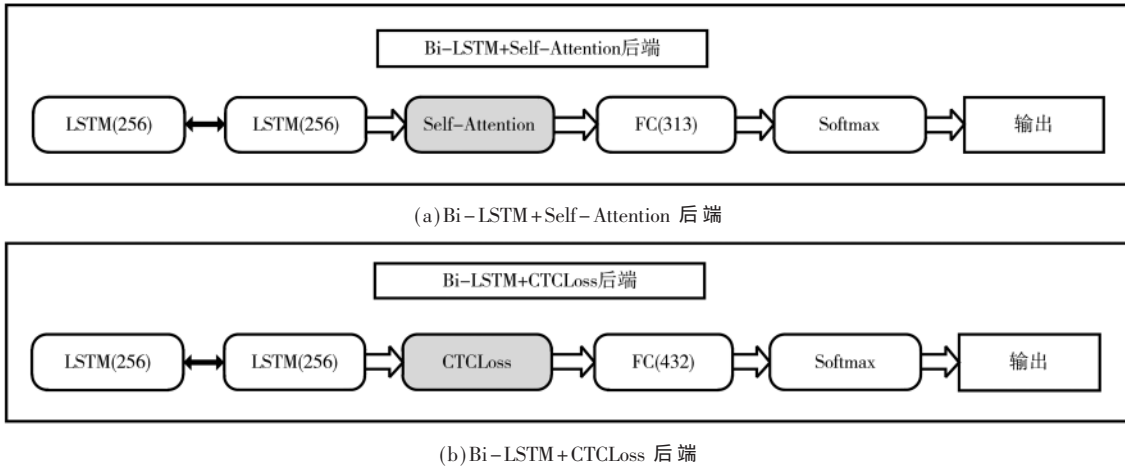 Bi-LSTM+Self-Attention后端
LSTM(256) LSTM(256) Self-Attention FC(313) Softmax 输出
(a)Bi-LSTM+Self-Attention 后端
Bi-LSTM+CTCLoss后端
LSTM(256) LSTM(256) CTCLoss FC(432) Softmax 输出
(b)Bi-LSTM+CTCLoss 后端